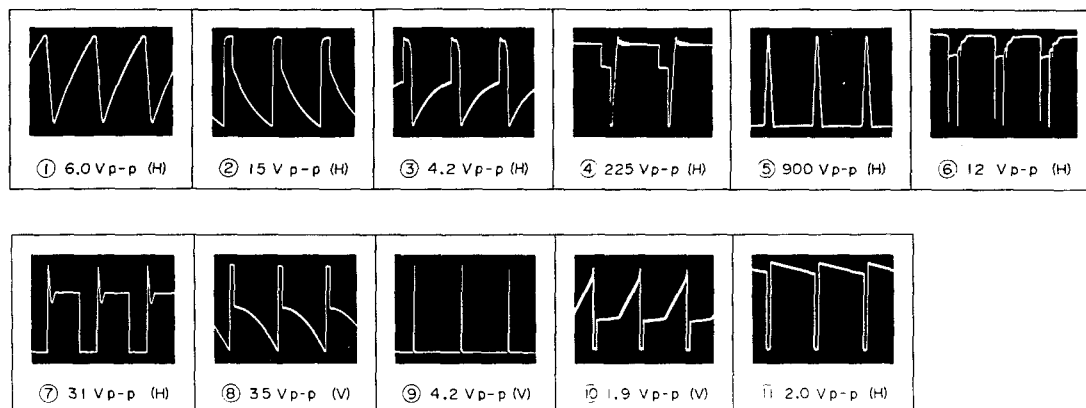 ① 6.0 Vp-p (H)
② 15 Vp-p (H)
③ 4.2 Vp-p (H)
④ 225 Vp-p (H)
⑤ 900 Vp-p (H)
⑥ 12 Vp-p (H)
⑦ 31 Vp-p (H)
⑧ 35 Vp-p (V)
⑨ 4.2 Vp-p (V)
⑩ 1.9 Vp-p (V)
⑪ 2.0 Vp-p (H)